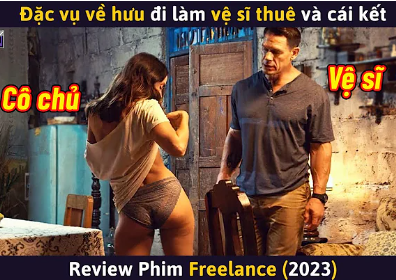 Đặc vụ về hưu đi làm vệ sĩ thuê và cái kết
Cô chủ
Vệ sĩ
Review Phim Freelance (2023)